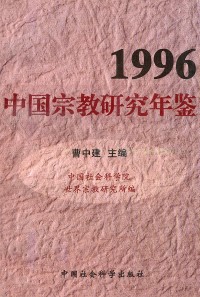 1996
中国宗教研究年鉴
曹中建 主编
中国社会科学院
世界宗教研究所编
中国社会科学出版社